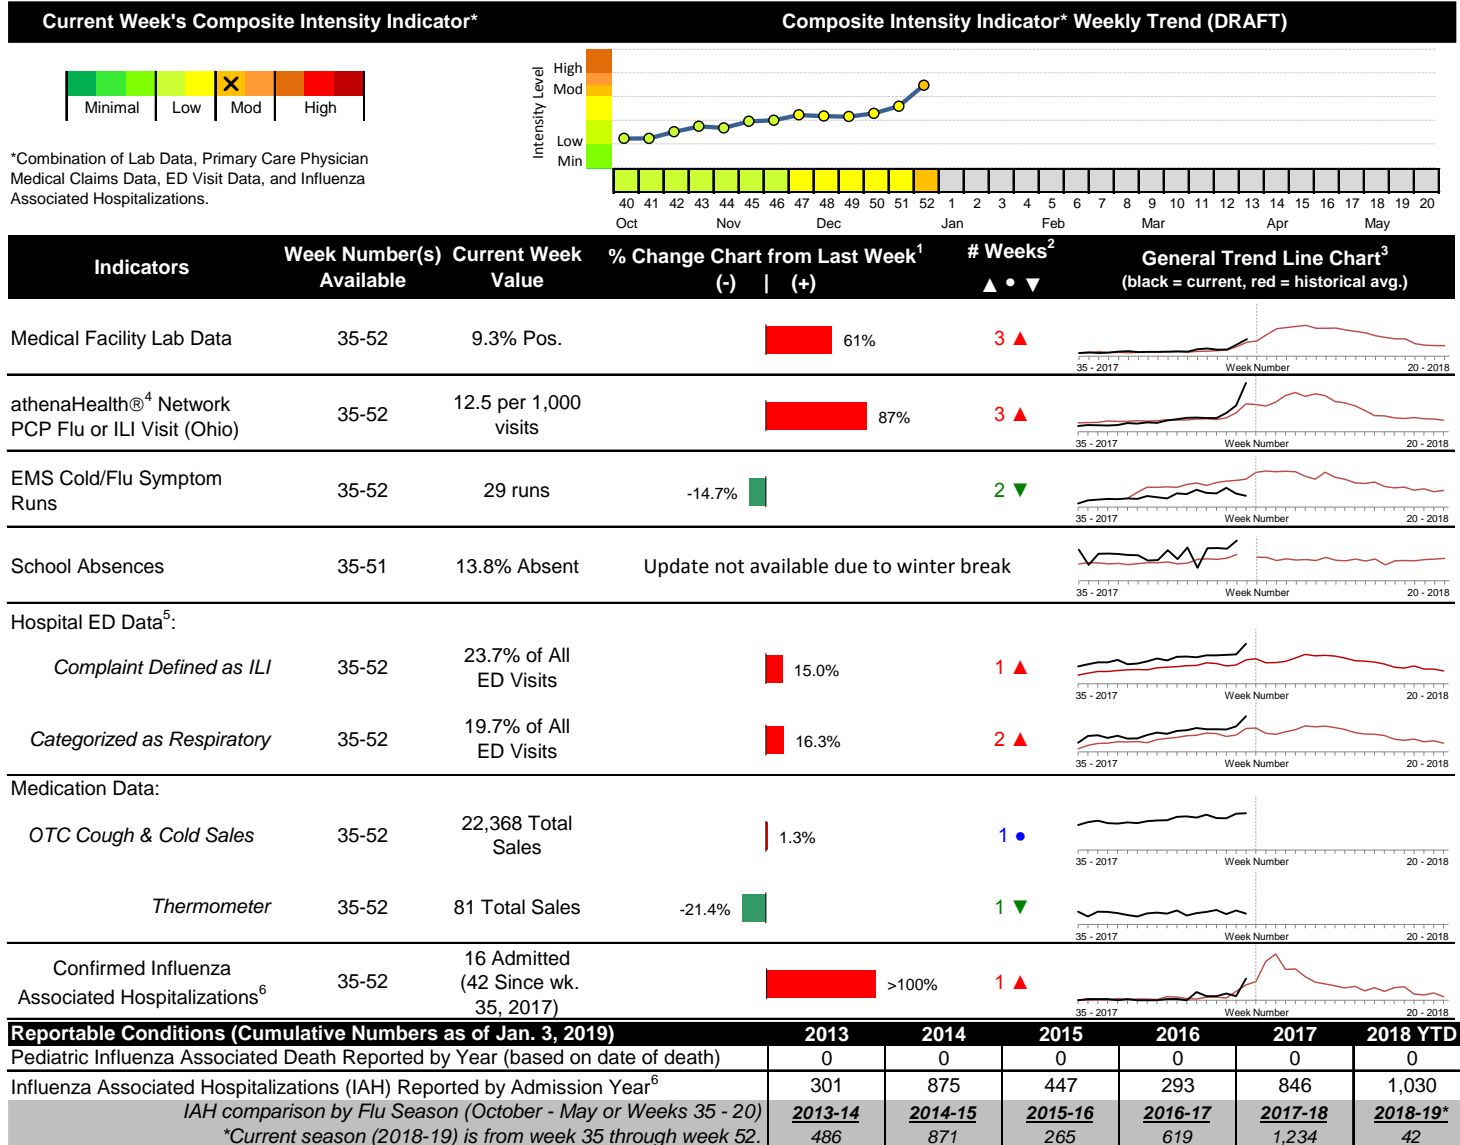 Current Week's Composite Intensity Indicator*
Composite Intensity Indicator* Weekly Trend (DRAFT)
Minimal Low Mod High
*Combination of Lab Data, Primary Care Physician
Medical Claims Data, ED Visit Data, and Influenza
Associated Hospitalizations.
Intensity Level
High
Mod
Low
Min
40 41 42 43 44 45 46 47 48 49 50 51 52 1 2 3 4 5 6 7 8 9 10 11 12 13 14 15 16 17 18 19 20
Oct Nov Dec Jan Feb Mar Apr May
Indicators
Week Number(s)
Available
Current Week
Value
% Change Chart from Last Week1
(-) | (+)
# Weeks2
▲ ● ▼
General Trend Line Chart3
(black = current, red = historical avg.)
Medical Facility Lab Data 35-52 9.3% Pos. 61% 3 ▲
35 - 2017 Week Number 20 - 2018
athenaHealth®4 Network
PCP Flu or ILI Visit (Ohio)
35-52
12.5 per 1,000
visits
87% 3 ▲
35 - 2017 Week Number 20 - 2018
EMS Cold/Flu Symptom
Runs
35-52 29 runs -14.7% 2 ▼
35 - 2017 Week Number 20 - 2018
School Absences 35-51 13.8% Absent Update not available due to winter break
35 - 2017 Week Number 20 - 2018
Hospital ED Data5:
Complaint Defined as ILI 35-52
23.7% of All
ED Visits
15.0% 1 ▲
35 - 2017 Week Number 20 - 2018
Categorized as Respiratory 35-52
19.7% of All
ED Visits
16.3% 2 ▲
35 - 2017 Week Number 20 - 2018
Medication Data:
OTC Cough & Cold Sales 35-52
22,368 Total
Sales
1.3% 1 ●
35 - 2017 Week Number 20 - 2018
Thermometer 35-52 81 Total Sales -21.4% 1 ▼
35 - 2017 Week Number 20 - 2018
Confirmed Influenza
Associated Hospitalizations6
35-52
16 Admitted
(42 Since wk.
35, 2017)
>100% 1 ▲
35 - 2017 Week Number 20 - 2018
Reportable Conditions (Cumulative Numbers as of Jan. 3, 2019) 2013 2014 2015 2016 2017 2018 YTD
Pediatric Influenza Associated Death Reported by Year (based on date of death) 0 0 0 0 0 0
Influenza Associated Hospitalizations (IAH) Reported by Admission Year6 301 875 447 293 846 1,030
IAH comparison by Flu Season (October - May or Weeks 35 - 20) 2013-14 2014-15 2015-16 2016-17 2017-18 2018-19*
*Current season (2018-19) is from week 35 through week 52. 486 871 265 619 1,234 42